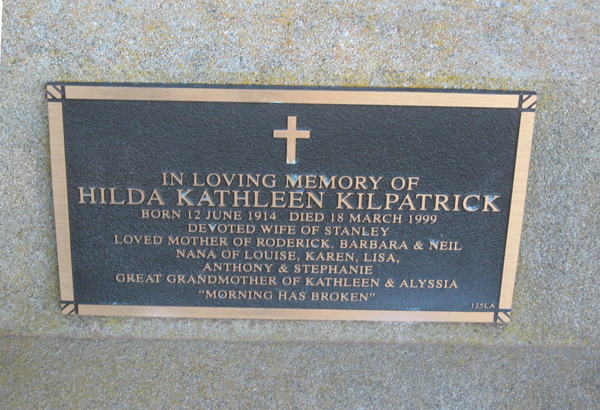 IN LOVING MEMORY OF
HILDA KATHLEEN KILPATRICK
BORN 12 JUNE 1914 DIED 18 MARCH 1999
DEVOTED WIFE OF STANLEY
LOVED MOTHER OF RODERICK, BARBARA & NEIL
NANA OF LOUISE, KAREN, LISA,
ANTHONY & STEPHANIE
GREAT GRANDMOTHER OF KATHLEEN & ALYSSIA
"MORNING HAS BROKEN"
125LA